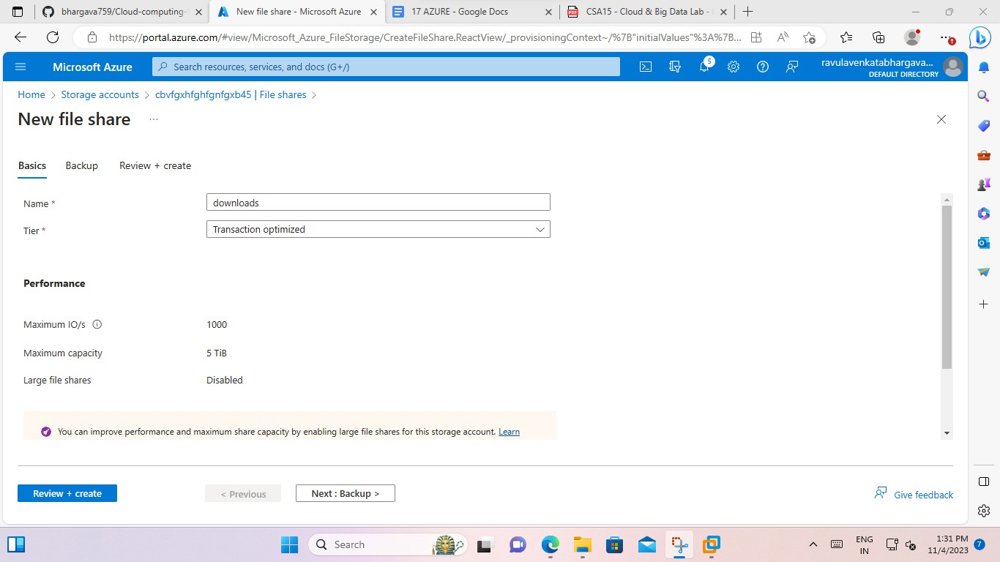 bhargava759/Cloud-computing-
New file share - Microsoft Azure
17 AZURE - Google Docs
CSA15 - Cloud & Big Data Lab -
https://portal.azure.com/#view/Microsoft_Azure_FileStorage/CreateFileShare.ReactView/_provisioningContext~/%7B"initialValues"%3A%7B...
Microsoft Azure
Search resources, services, and docs (G+/)
5
ravulavenkatabhargava...
DEFAULT DIRECTORY
Home > Storage accounts > cbvfgxhfghfgnfgxb45 | File shares >
New file share ...
Basics Backup Review + create
Name * downloads
Tier * Transaction optimized
Performance
Maximum IO/s 1000
Maximum capacity 5 TiB
Large file shares Disabled
You can improve performance and maximum share capacity by enabling large file shares for this storage account. Learn
Review + create < Previous Next : Backup > Give feedback
Search
ENG
IN
1:31 PM
11/4/2023
7